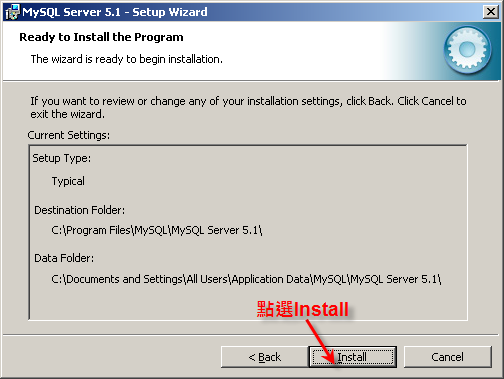 MySQL Server 5.1 - Setup Wizard
Ready to Install the Program
The wizard is ready to begin installation.
If you want to review or change any of your installation settings, click Back. Click Cancel to
exit the wizard.
Current Settings:
Setup Type:
Typical
Destination Folder:
C:\Program Files\MySQL\MySQL Server 5.1\
Data Folder:
C:\Documents and Settings\All Users\Application Data\MySQL\MySQL Server 5.1\
點選Install
< Back
Install
Cancel